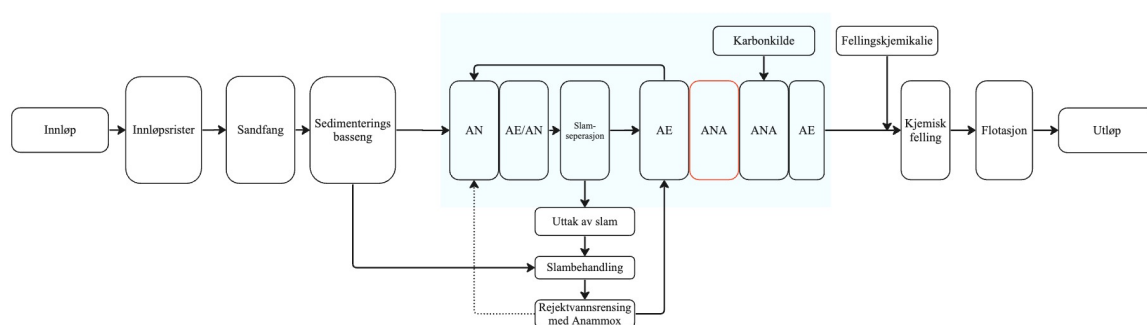 Karbonkilde
Fellingskjemikalie
Innløp
Innløpsrister
Sandfang
Sedimenterings
basseng
AN
AE/AN
Slam-
seperasjon
AE
ANA
ANA
AE
Kjemisk
felling
Flotasjon
Utløp
Uttak av slam
Slambehandling
Rejektvannsrensing
med Anammox